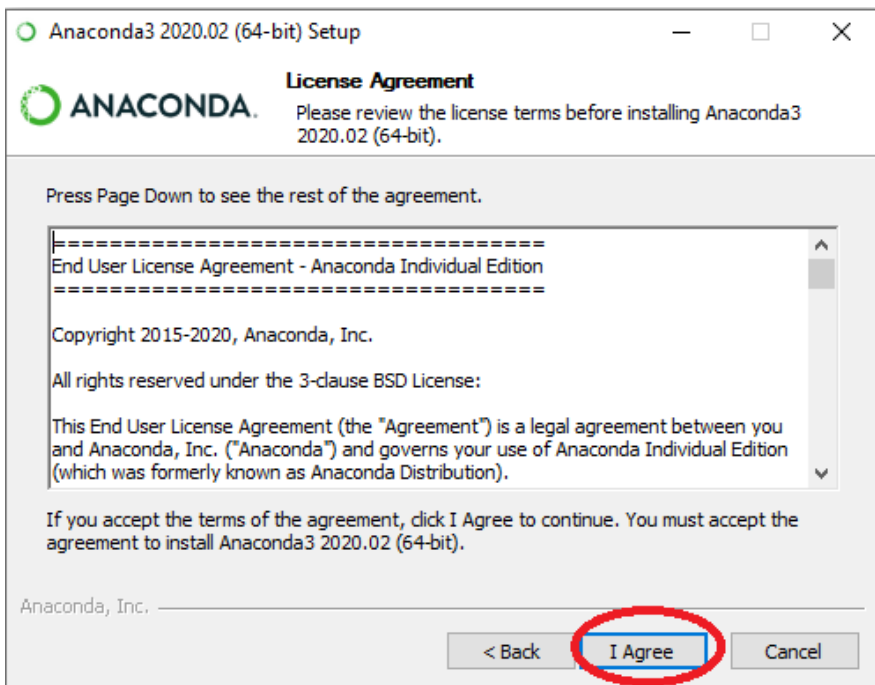 Anaconda3 2020.02 (64-bit) Setup
ANACONDA.
License Agreement
Please review the license terms before installing Anaconda3
2020.02 (64-bit).
Press Page Down to see the rest of the agreement.
===================================
End User License Agreement - Anaconda Individual Edition
===================================
Copyright 2015-2020, Anaconda, Inc.
All rights reserved under the 3-clause BSD License:
This End User License Agreement (the "Agreement") is a legal agreement between you
and Anaconda, Inc. ("Anaconda") and governs your use of Anaconda Individual Edition
(which was formerly known as Anaconda Distribution).
If you accept the terms of the agreement, click I Agree to continue. You must accept the
agreement to install Anaconda3 2020.02 (64-bit).
Anaconda, Inc.
< Back
I Agree
Cancel